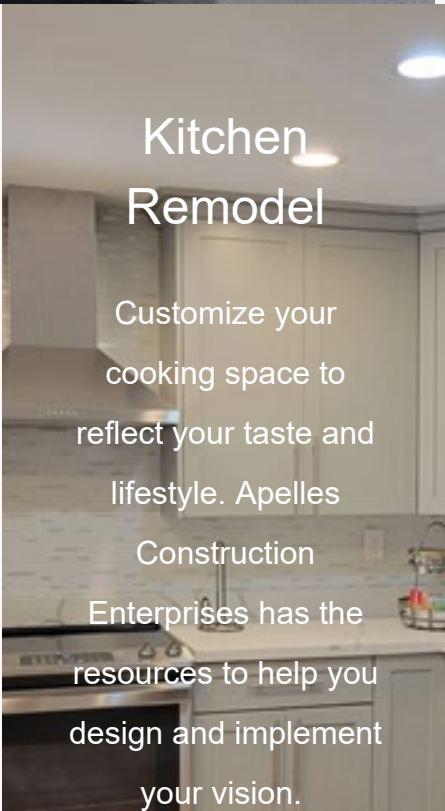 Kitchen
Remodel
Customize your
cooking space to
reflect your taste and
lifestyle. Apelles
Construction
Enterprises has the
resources to help you
design and implement
your vision.